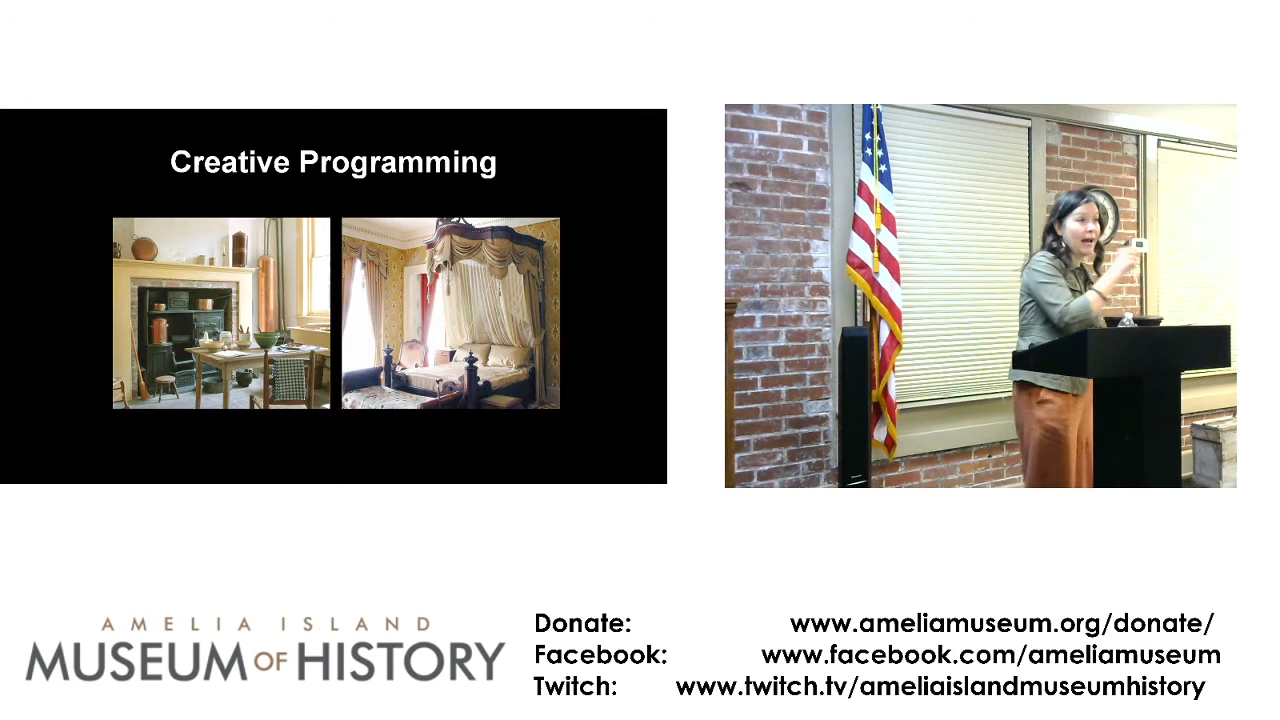 Creative Programming
AMELIA ISLAND
MUSEUM OF HISTORY
Donate: www.ameliamuseum.org/donate/
Facebook: www.facebook.com/ameliamuseum
Twitch: www.twitch.tv/ameliaislandmuseumhistory